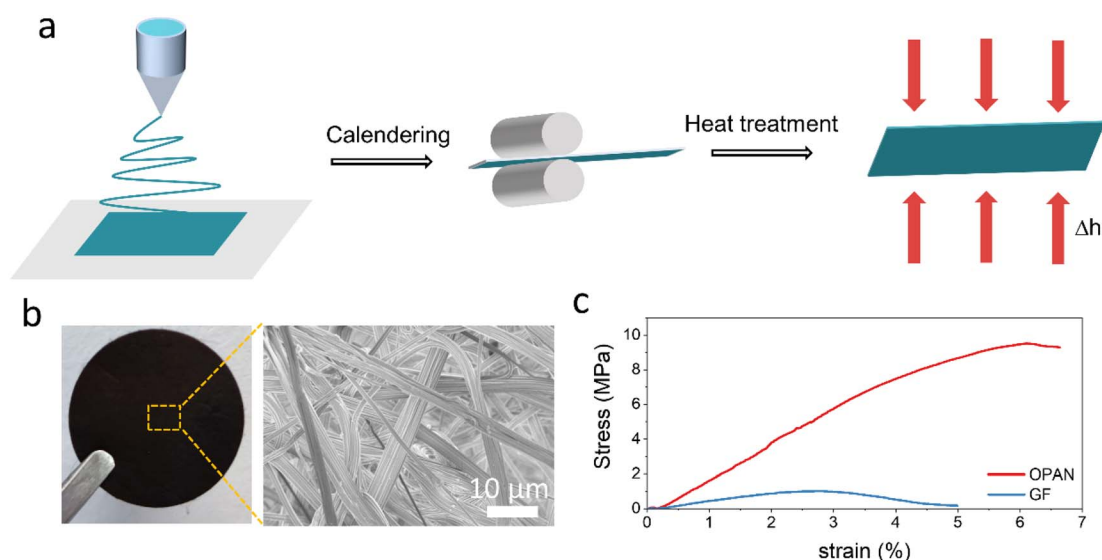 a
Calendering
Heat treatment
Δh
b
10 μm
c
Stress (MPa)
10
8
6
4
2
0
0 1 2 3 4 5 6 7
strain (%)
OPAN
GF